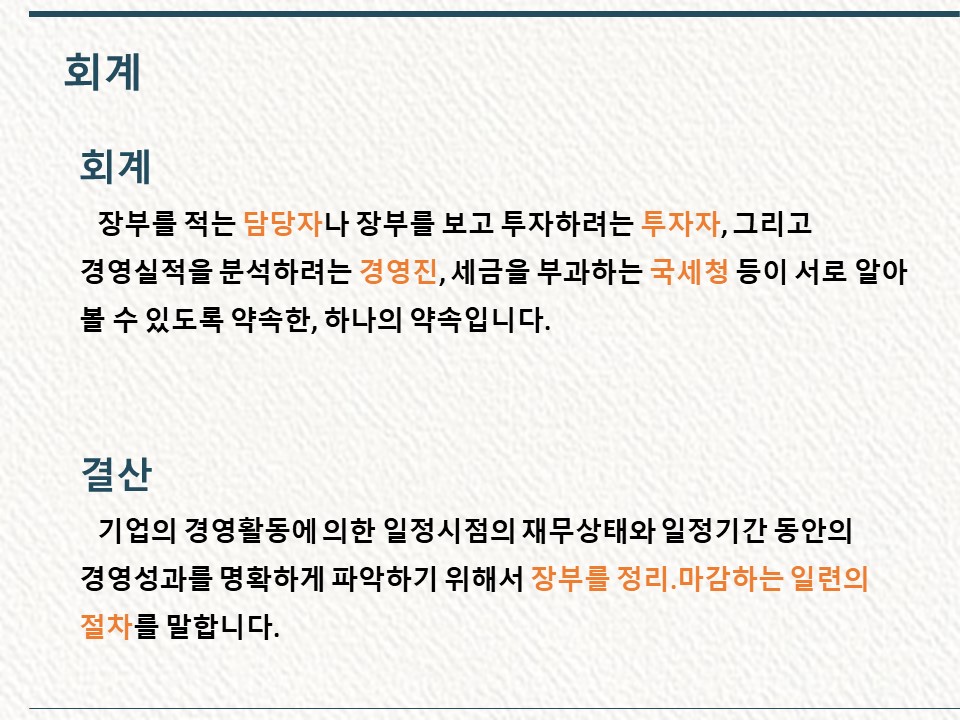 회계
회계
장부를 적는 담당자나 장부를 보고 투자하려는 투자자, 그리고
경영실적을 분석하려는 경영진, 세금을 부과하는 국세청 등이 서로 알아
볼 수 있도록 약속한, 하나의 약속입니다.
결산
기업의 경영활동에 의한 일정시점의 재무상태와 일정기간 동안의
경영성과를 명확하게 파악하기 위해서 장부를 정리.마감하는 일련의
절차를 말합니다.